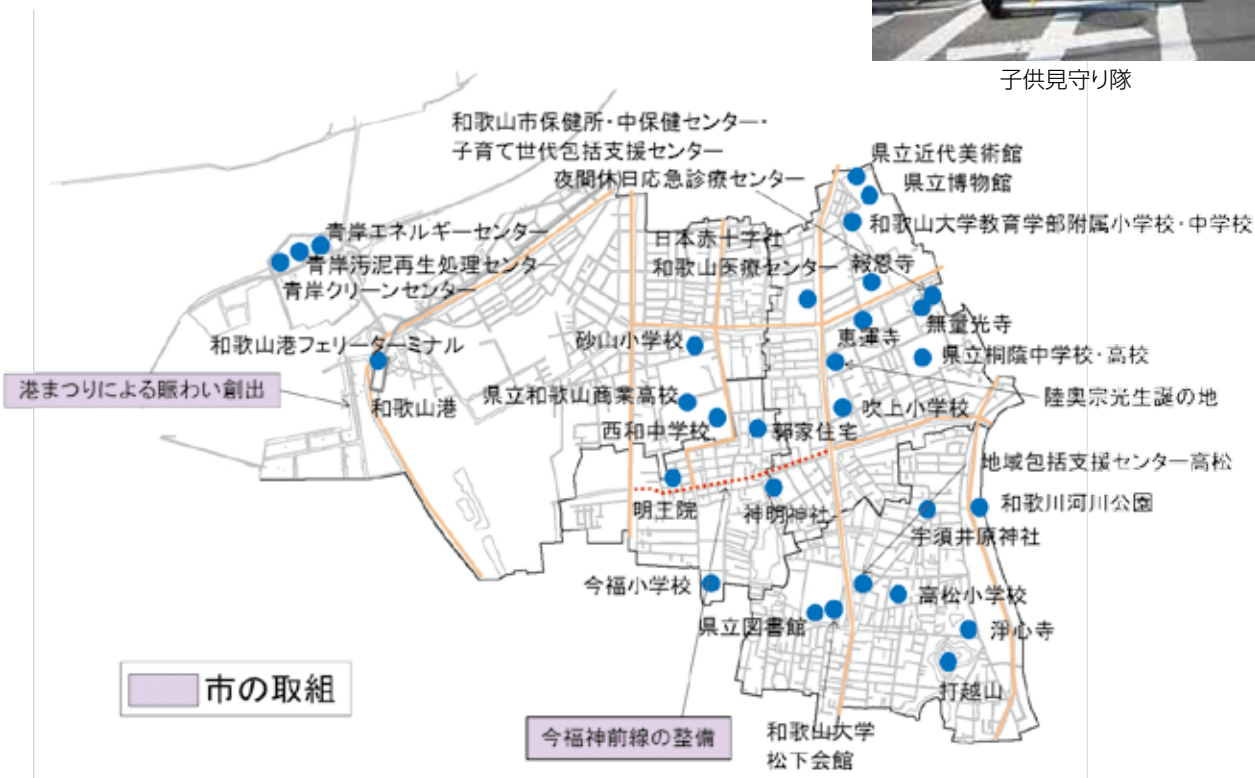 子供見守り隊
和歌山市保健所・中保健センター・
子育て世代包括支援センター
夜間休日応急診療センター
県立近代美術館
県立博物館
和歌山大学教育学部附属小学校・中学校
青岸エネルギーセンター
青岸汚泥再生処理センター
青岸クリーンセンター
日本赤十字社
和歌山医療センター
報恩寺
無量光寺
恵運寺
和歌山港フェリーターミナル
砂山小学校
県立桐蔭中学校・高校
港まつりによる賑わい創出
和歌山港
県立和歌山商業高校
陸奥宗光生誕の地
吹上小学校
西和中学校
郭家住宅
地域包括支援センター高松
明王院
神明神社
和歌川河川公園
宇須井原神社
今福小学校
高松小学校
県立図書館
浄心寺
打越山
市の取組
今福神前線の整備
和歌山大学
松下会館